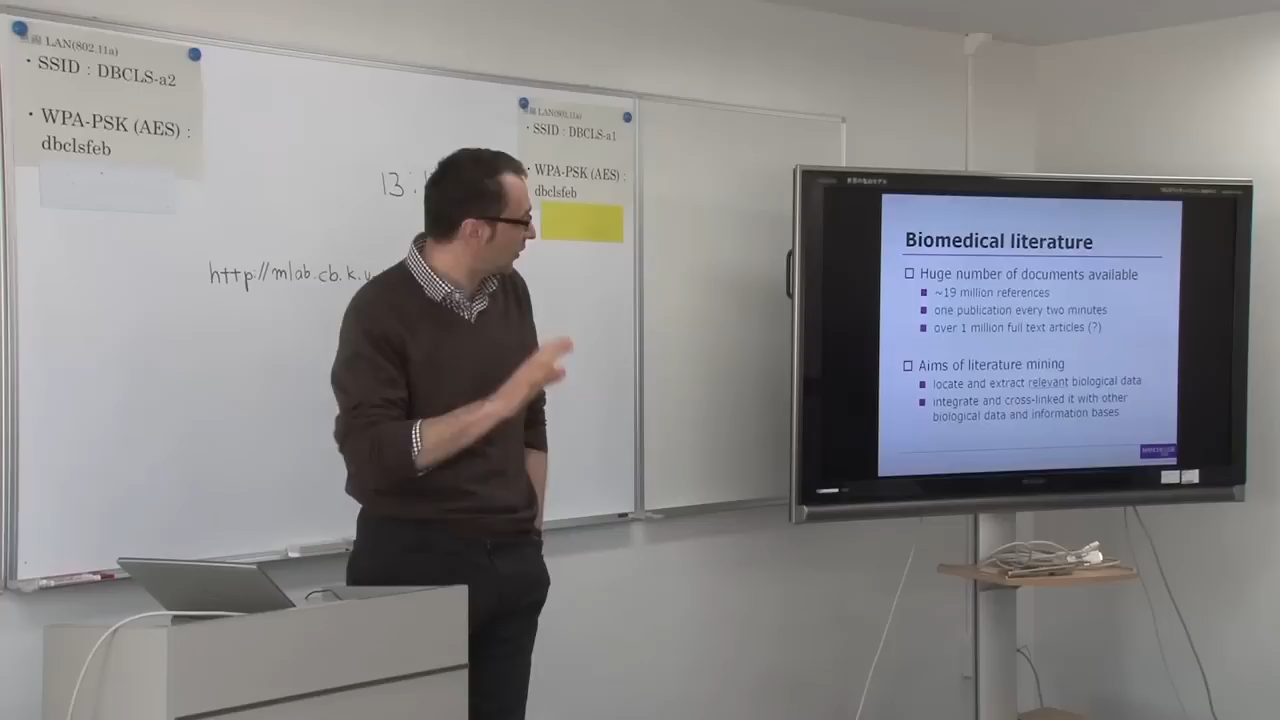 LAN(802.11a)
・SSID : DBCLS-a2
・WPA-PSK (AES) :
dbclsfeb
LAN(802.11a)
・SSID : DBCLS-a1
・WPA-PSK (AES) :
dbclsfeb
13:
http://mlab.cb.k.u
Biomedical literature
Huge number of documents available
~19 million references
one publication every two minutes
over 1 million full text articles (?)
Aims of literature mining
locate and extract relevant biological data
integrate and cross-linked it with other
biological data and information bases
MANCHESTER